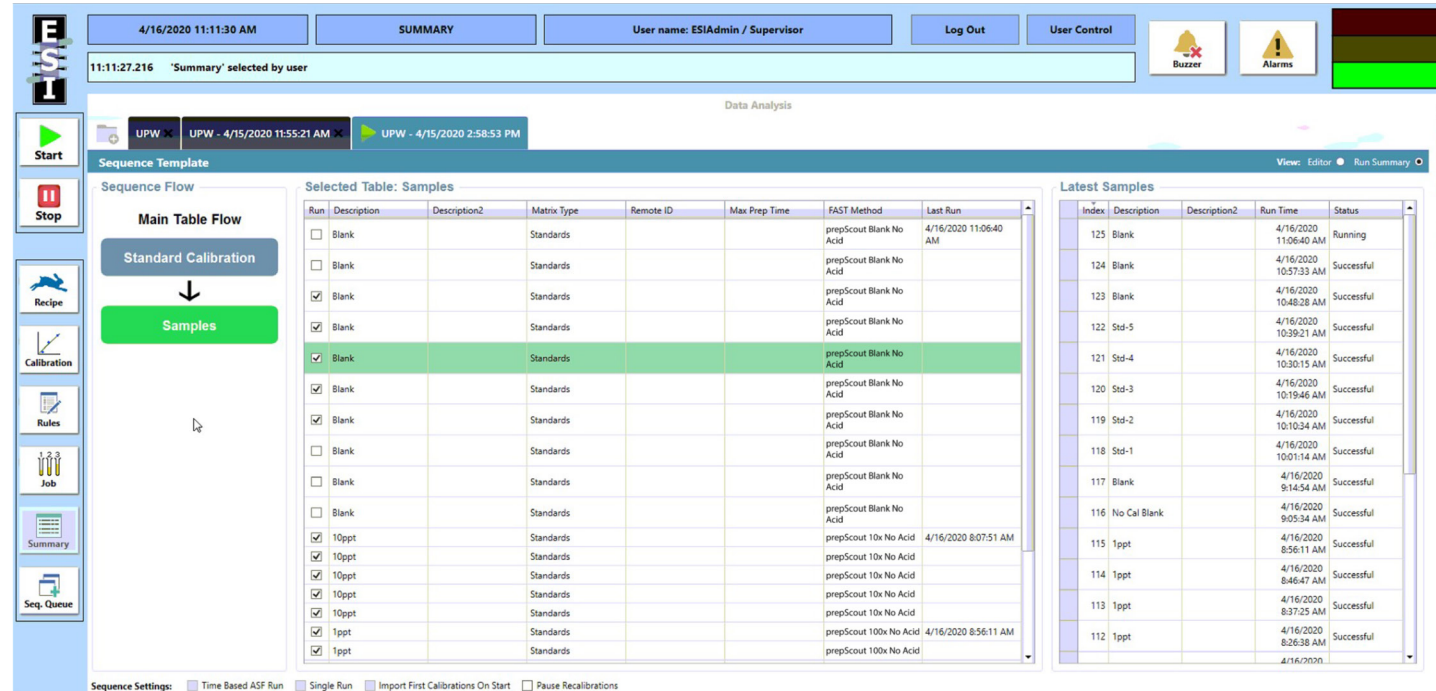 ESI
4/16/2020 11:11:30 AM
SUMMARY
User name: ESIAdmin / Supervisor
Log Out
User Control
Buzzer
Alarms
11:11:27.216 'Summary' selected by user
Data Analysis
UPW
UPW - 4/15/2020 11:55:21 AM
UPW - 4/15/2020 2:58:53 PM
Start
Stop
Recipe
Calibration
Rules
1 2 3
Job
Summary
Seq. Queue
Sequence Template
View: Editor Run Summary
Sequence Flow
Main Table Flow
Standard Calibration
Samples
Selected Table: Samples
Run Description Description2 Matrix Type Remote ID Max Prep Time FAST Method Last Run
Blank Standards prepScout Blank No Acid 4/16/2020 11:06:40 AM
Blank Standards prepScout Blank No Acid
Blank Standards prepScout Blank No Acid
Blank Standards prepScout Blank No Acid
Blank Standards prepScout Blank No Acid
Blank Standards prepScout Blank No Acid
Blank Standards prepScout Blank No Acid
Blank Standards prepScout Blank No Acid
Blank Standards prepScout Blank No Acid
Blank Standards prepScout Blank No Acid
10ppt Standards prepScout 10x No Acid 4/16/2020 8:07:51 AM
10ppt Standards prepScout 10x No Acid
10ppt Standards prepScout 10x No Acid
10ppt Standards prepScout 10x No Acid
10ppt Standards prepScout 10x No Acid
1ppt Standards prepScout 100x No Acid 4/16/2020 8:56:11 AM
1ppt Standards prepScout 100x No Acid
Latest Samples
Index Description Description2 Run Time Status
125 Blank 4/16/2020 11:06:40 AM Running
124 Blank 4/16/2020 10:57:33 AM Successful
123 Blank 4/16/2020 10:48:28 AM Successful
122 Std-5 4/16/2020 10:39:21 AM Successful
121 Std-4 4/16/2020 10:30:15 AM Successful
120 Std-3 4/16/2020 10:19:46 AM Successful
119 Std-2 4/16/2020 10:10:34 AM Successful
118 Std-1 4/16/2020 10:01:14 AM Successful
117 Blank 4/16/2020 9:14:54 AM Successful
116 No Cal Blank 4/16/2020 9:05:34 AM Successful
115 1ppt 4/16/2020 8:56:11 AM Successful
114 1ppt 4/16/2020 8:46:47 AM Successful
113 1ppt 4/16/2020 8:37:25 AM Successful
112 1ppt 4/16/2020 8:26:38 AM Successful
4/16/2020
Sequence Settings: Time Based ASF Run Single Run Import First Calibrations On Start Pause Recalibrations